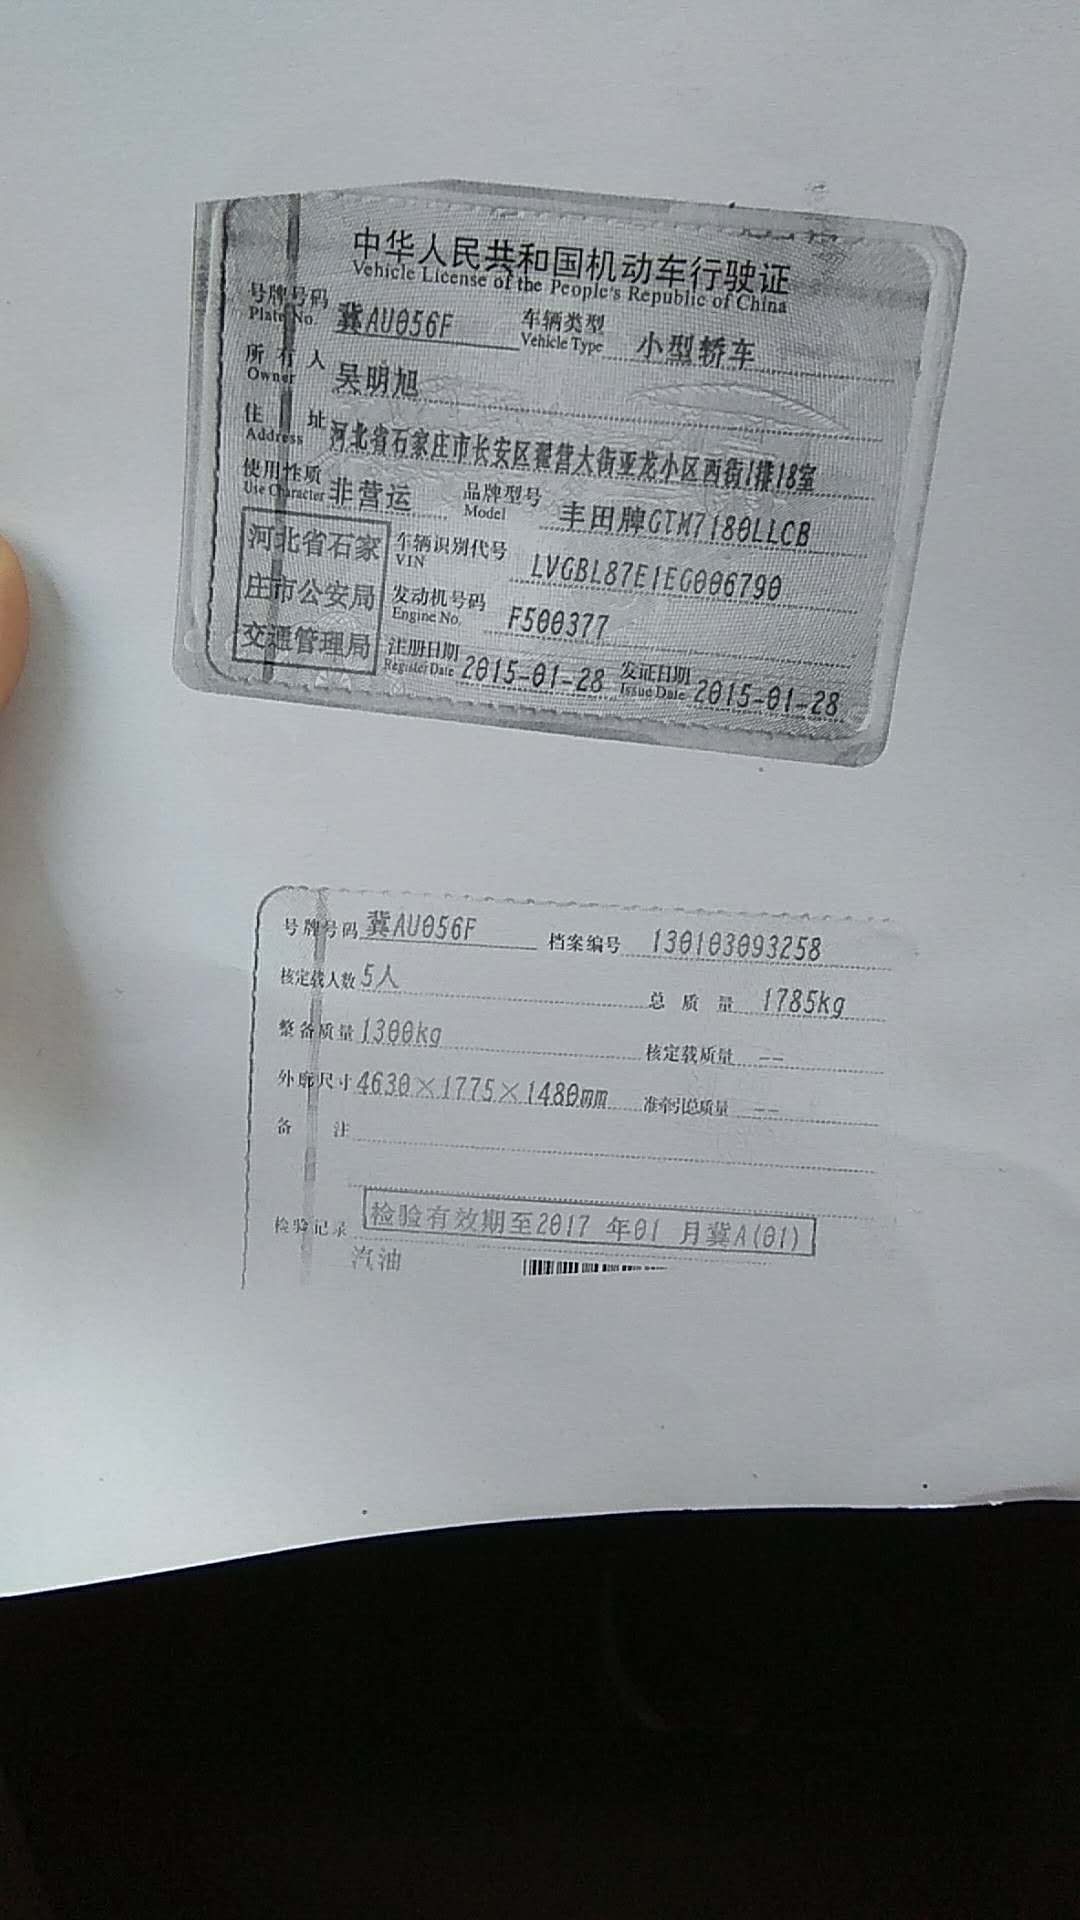 中华人民共和国机动车行驶证
Vehicle License of the People's Republic of China
号牌号码 冀AU056F 车辆类型 小型轿车
Plate No. Vehicle Type
所有人 吴明旭
Owner
住址 河北省石家庄市长安区翟营大街亚龙小区西街1排18室
Address
使用性质 非营运 品牌型号 丰田牌GTM7180LLCB
Use Character Model
河北省石家庄市公安局交通管理局
车辆识别代号 LVGBL87E1EG006790
VIN
发动机号码 F500377
Engine No.
注册日期 2015-01-28 发证日期 2015-01-28
Register Date Issue Date
号牌号码 冀AU056F 档案编号 130103093258
核定载人数 5人 总质量 1785kg
整备质量 1300kg 核定载质量 --
外廓尺寸 4630×1775×1480mm 准牵引总质量 --
备注
检验记录 检验有效期至2017 年01 月冀A(01)
汽油